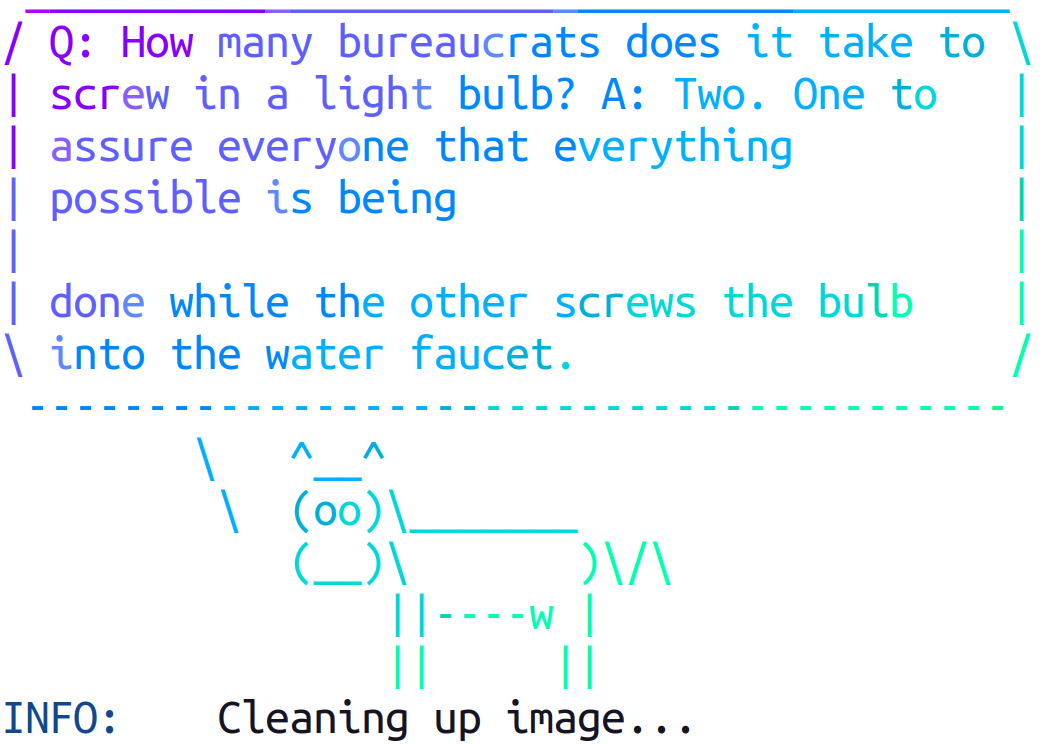 Q: How many bureaucrats does it take to
screw in a light bulb? A: Two. One to
assure everyone that everything
possible is being
done while the other screws the bulb
into the water faucet.
^__^
(oo)\_______
(__)\       )\/\
||----w |
||     ||
INFO:    Cleaning up image...